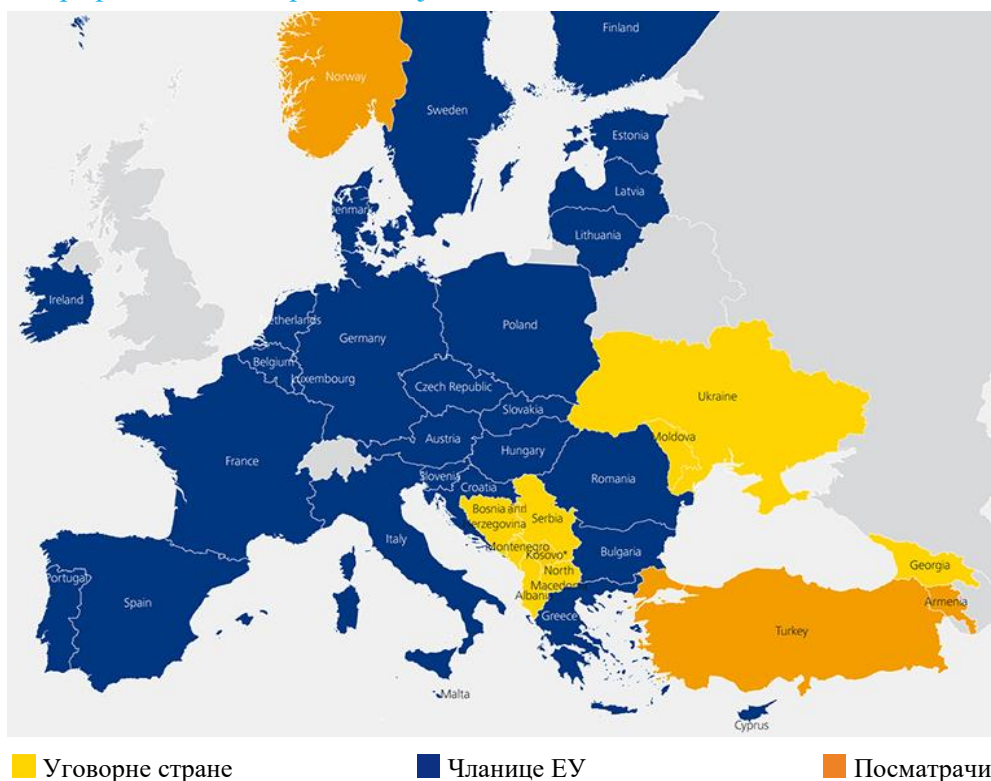 Finland
Norway
Sweden
Estonia
Latvia
Denmark
Lithuania
Ireland
Netherlands
Germany
Poland
Belgium
Luxembourg
Czech Republic
Ukraine
Slovakia
Moldova
Austria
Hungary
France
Slovenia
Romania
Croatia
Bosnia and
Herzegovina
Serbia
Italy
Montenegro
Kosovo*
Bulgaria
Georgia
North
Macedon
Albani
Portugal
Spain
Armenia
Greece
Turkey
Malta
Cyprus
Уговорне стране
Чланице ЕУ
Посматрачи